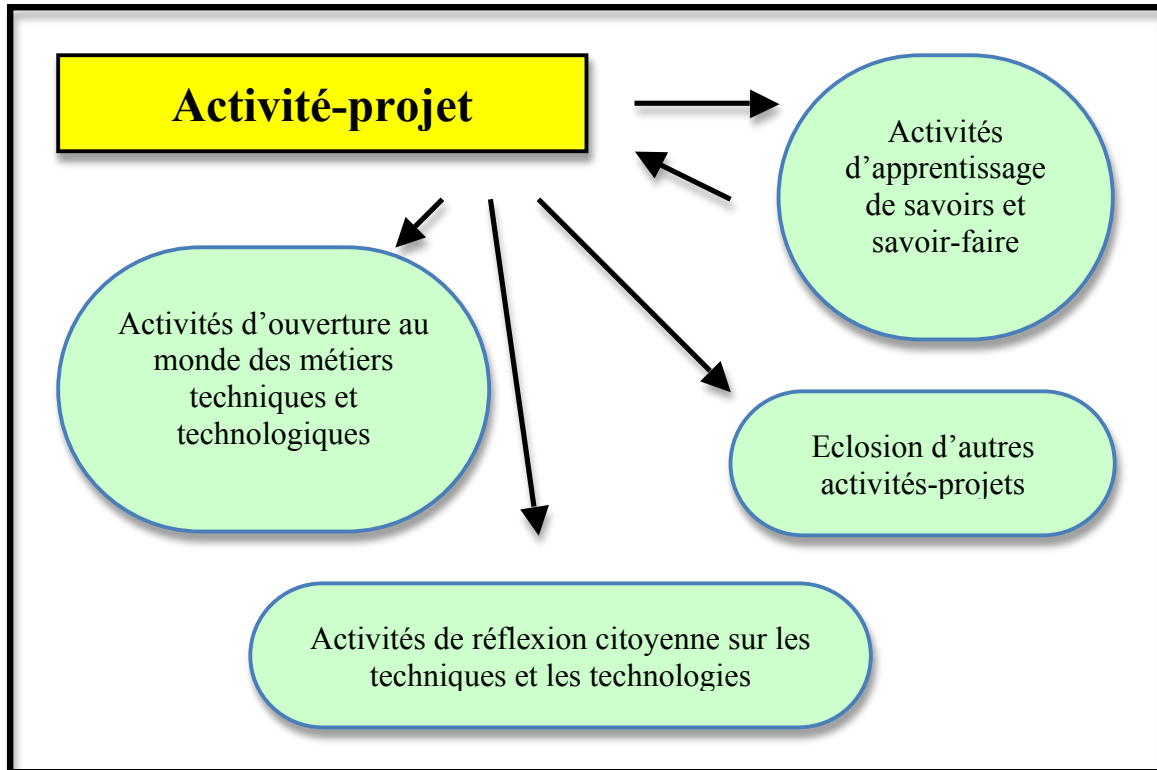 Activité-projet
Activités
d’apprentissage
de savoirs et
savoir-faire
Activités d’ouverture au
monde des métiers
techniques et
technologiques
Eclosion d’autres
activités-projets
Activités de réflexion citoyenne sur les
techniques et les technologies